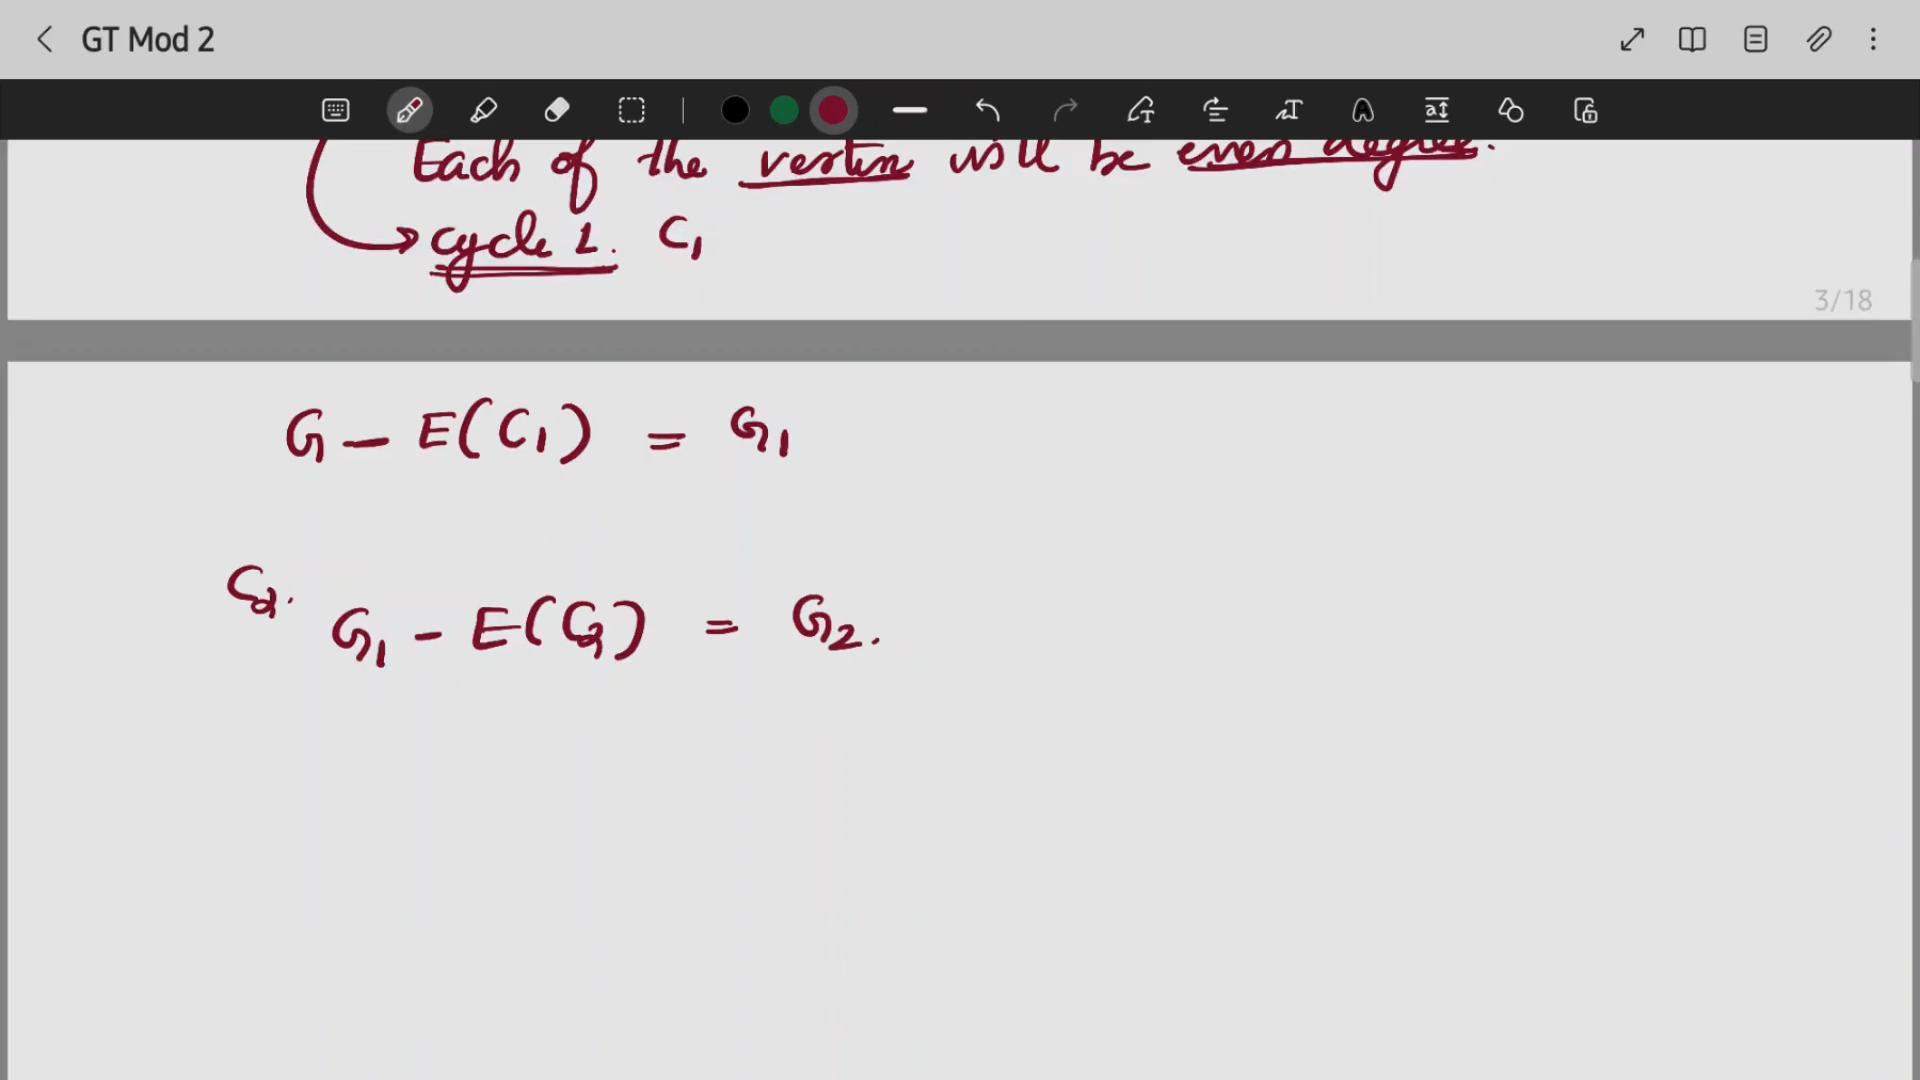 GT Mod 2
Each of the vertex will be even degree.
cycle 1. C₁
3/18
G – E(C₁) = G₁
C₂.
G₁ – E(C₂) = G₂.